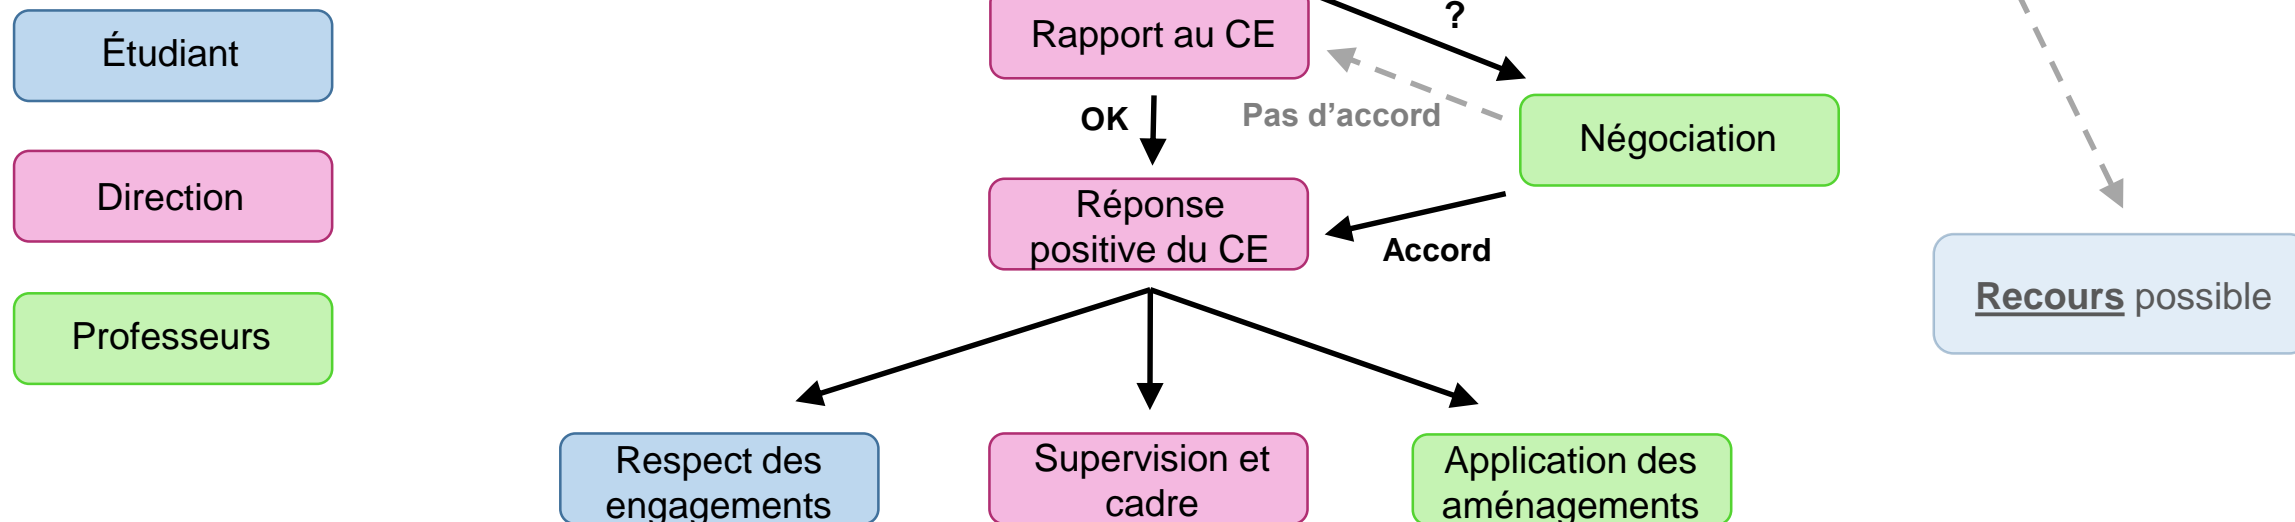 Étudiant
Direction
Professeurs
Rapport au CE
?
OK
Pas d’accord
Négociation
Réponse
positive du CE
Accord
Recours possible
Respect des
engagements
Supervision et
cadre
Application des
aménagements